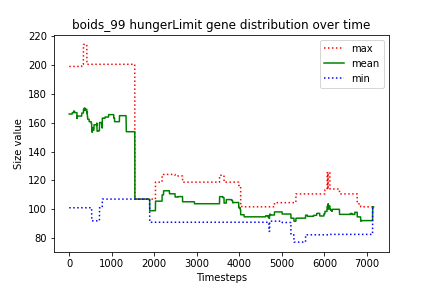 boids_99 hungerLimit gene distribution over time
220
200
180
160
140
120
100
80
Size value
max
mean
min
0 1000 2000 3000 4000 5000 6000 7000
Timesteps